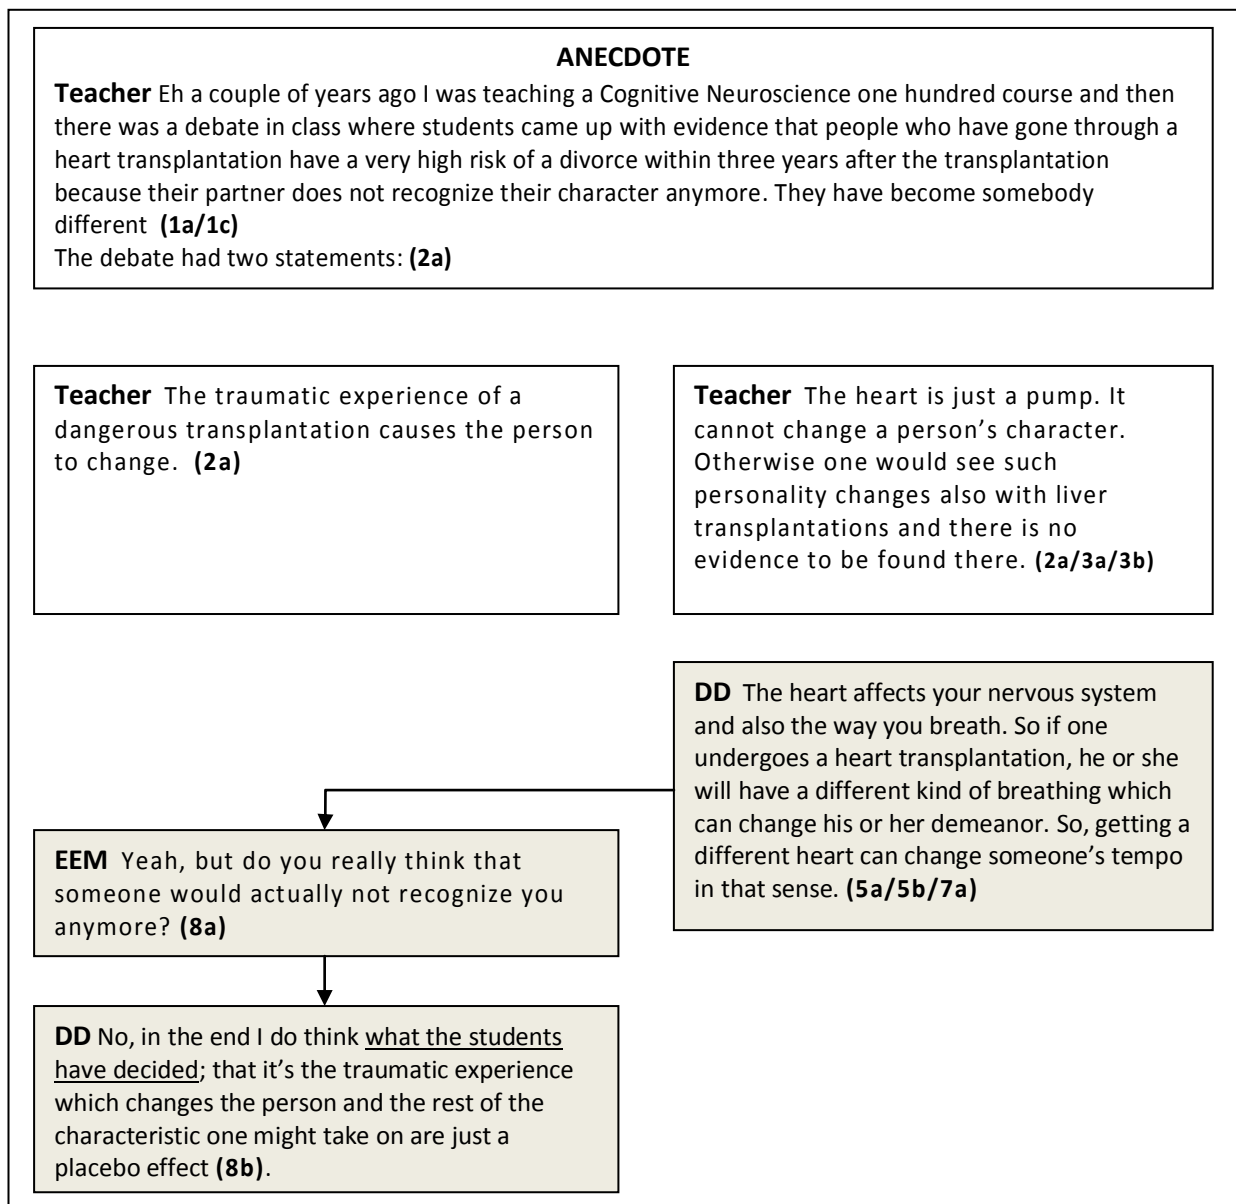 ANECDOTE
Teacher Eh a couple of years ago I was teaching a Cognitive Neuroscience one hundred course and then
there was a debate in class where students came up with evidence that people who have gone through a
heart transplantation have a very high risk of a divorce within three years after the transplantation
because their partner does not recognize their character anymore. They have become somebody
different (1a/1c)
The debate had two statements: (2a)
Teacher The traumatic experience of a
dangerous transplantation causes the person
to change. (2a)
Teacher The heart is just a pump. It
cannot change a person's character.
Otherwise one would see such
personality changes also with liver
transplantations and there is no
evidence to be found there. (2a/3a/3b)
DD The heart affects your nervous system
and also the way you breath. So if one
undergoes a heart transplantation, he or she
will have a different kind of breathing which
can change his or her demeanor. So, getting a
different heart can change someone's tempo
in that sense. (5a/5b/7a)
EEM Yeah, but do you really think that
someone would actually not recognize you
anymore? (8a)
DD No, in the end I do think what the students
have decided; that it's the traumatic experience
which changes the person and the rest of the
characteristic one might take on are just a
placebo effect (8b).